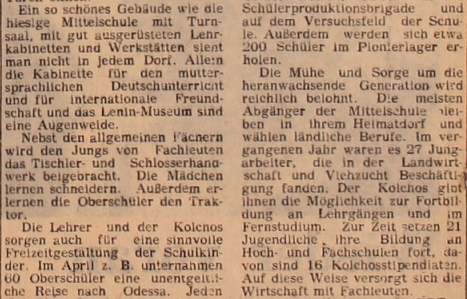 Ein so schönes Gebäude wie die
hiesige Mittelschule mit Turn-
saal, mit gut ausgerüsteten Lehr-
kabinetten und Werkstätten sieht
man nicht in jedem Dorf. Allein
die Kabinette für den mutter-
sprachlichen Deutschunterricht
und für internationale Freund-
schaft und das Lenin-Museum sind
eine Augenweide.
Nebst den allgemeinen Fächern
wird den Jungs von Fachleuten
das Tischler- und Schlosserhand-
werk beigebracht. Die Mädchen
lernen schneidern. Außerdem er-
lernen die Oberschüler den Trak-
tor.
Die Lehrer und der Kolchos
sorgen auch für eine sinnvolle
Freizeitgestaltung der Schulkin-
der. Im April z. B. unternahmen
60 Oberschüler eine unentgelt-
che Reise nach Odessa. Jeden
Schülerproduktionsbrigade und
auf dem Versuchsfeld der Schu-
le. Außerdem werden sich etwa
200 Schüler im Pionierlager er-
holen.
Die Mühe und Sorge um die
heranwachsende Generation wird
reichlich belohnt. Die meisten
Abgänger der Mittelschule blei-
ben in ihrem Heimatdorf und
wählen ländliche Berufe. Im ver-
gangenen Jahr waren es 27 Jung-
arbeiter, die in der Landwirt-
schaft und Viehzucht Beschäfti-
gung fanden. Der Kolchos gibt
ihnen die Möglichkeit zur Fortbil-
dung an Lehrgängen und im
Fernstudium. Zur Zeit setzen 21
Jugendliche ihre Bildung an
Hoch- und Fachschulen fort, da-
von sind 16 Kolchosstipendiaten.
Auf diese Weise versorgt sich die
Wirtschaft mit Fachleuten.